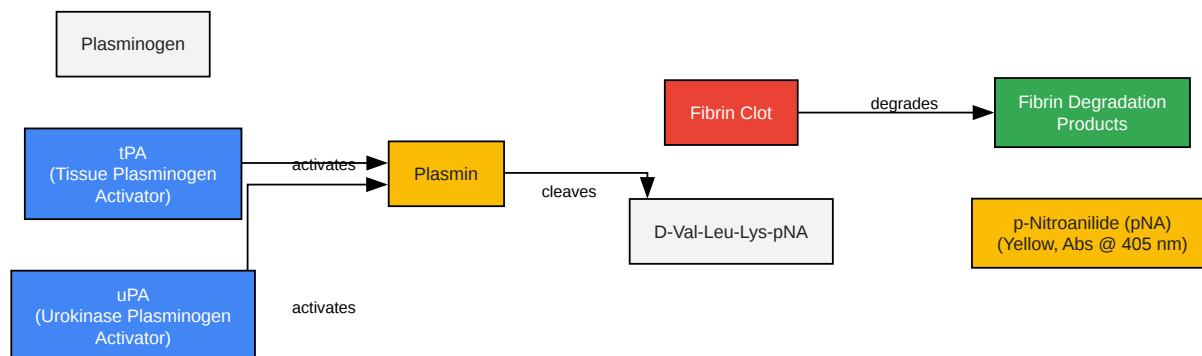 Plasminogen
tPA
(Tissue Plasminogen
Activator)
activates
uPA
(Urokinase Plasminogen
Activator)
activates
Plasmin
cleaves
D-Val-Leu-Lys-pNA
Fibrin Clot
degrades
Fibrin Degradation
Products
p-Nitroanilide (pNA)
(Yellow, Abs @ 405 nm)